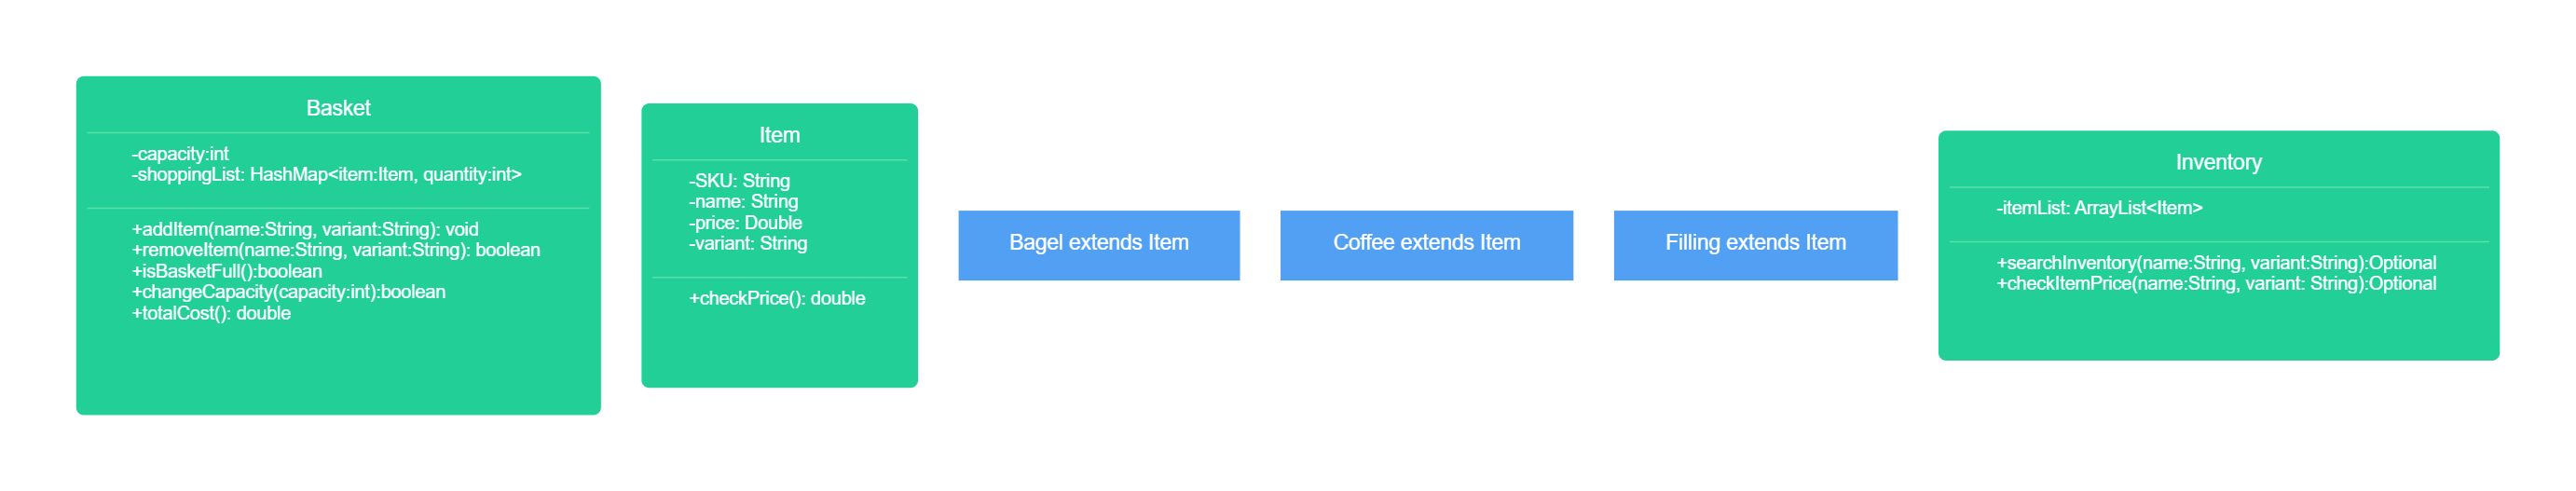 Basket
-capacity:int
-shoppingList: HashMap<item:Item, quantity:int>
+addItem(name:String, variant:String): void
+removeItem(name:String, variant:String): boolean
+isBasketFull():boolean
+changeCapacity(capacity:int):boolean
+totalCost(): double
Item
-SKU: String
-name: String
-price: Double
-variant: String
+checkPrice(): double
Bagel extends Item
Coffee extends Item
Filling extends Item
Inventory
-itemList: ArrayList<Item>
+searchInventory(name:String, variant:String):Optional
+checkItemPrice(name:String, variant: String):Optional